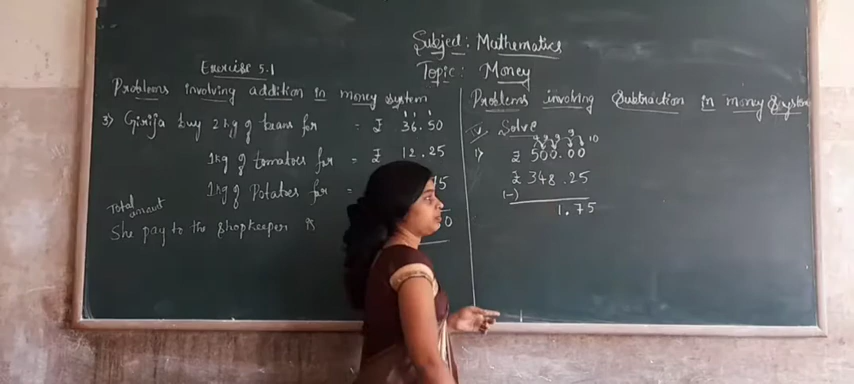 Subject: Mathematics
Topic: Money
Exercise 5.1
Problems involving addition in money system
3) Girija buy 2 kg of beans for = ₹ 36.50
1kg of tomatoes for = ₹ 12.25
1kg of Potatoes for = 5
Total amount
She pay to the shopkeeper is 0
Problems involving Subtraction in money System
IV Solve
1) ₹ 500.00
₹ 348.25
(-)
1.75